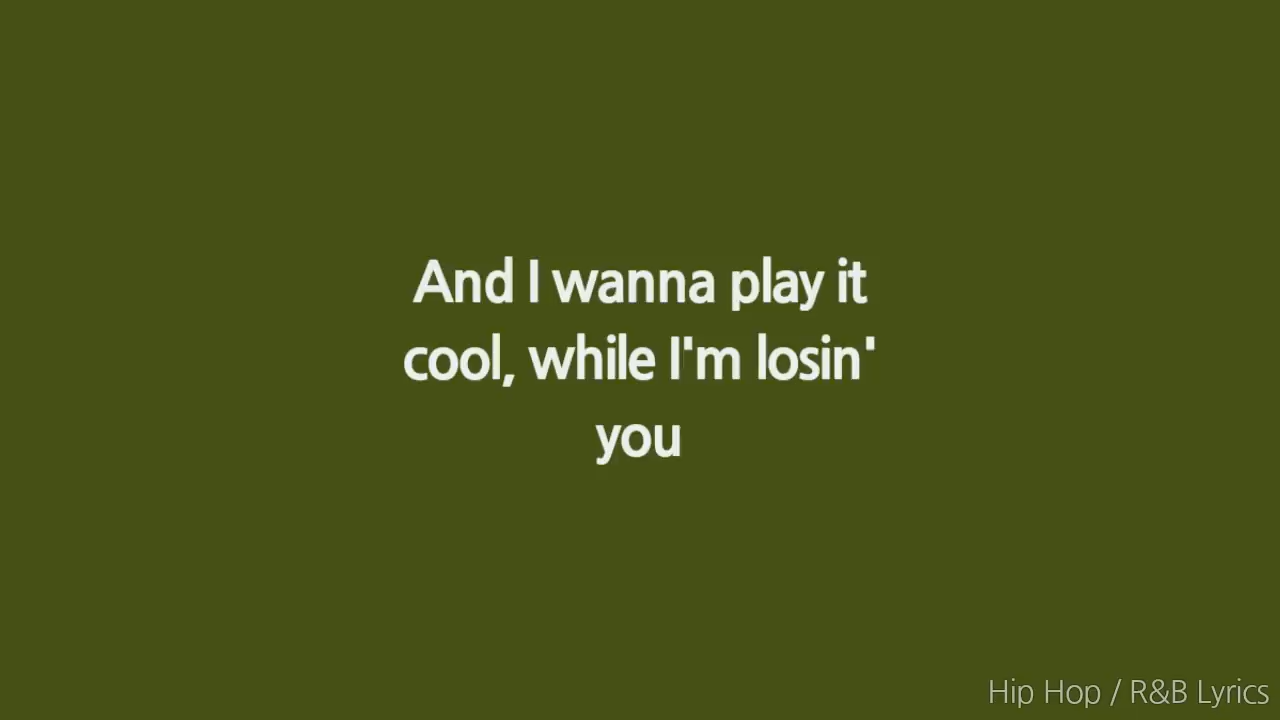 And I wanna play it
cool, while I'm losin'
you
Hip Hop / R&B Lyrics